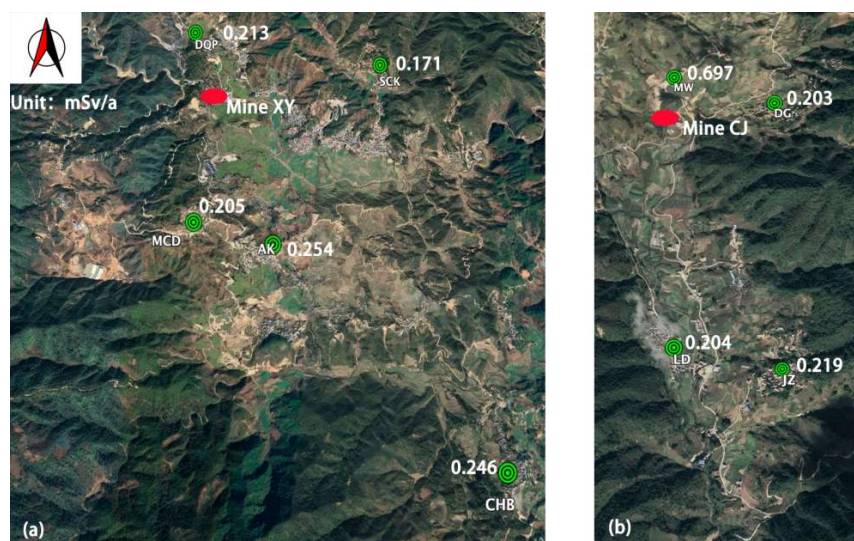 DQP
0.213
0.171
SCK
Unit: mSv/a
Mine XY
0.205
MCD
AK
0.254
0.246
CHB
(a)
0.697
MW
0.203
DG
Mine CJ
0.204
LD
0.219
JZ
(b)